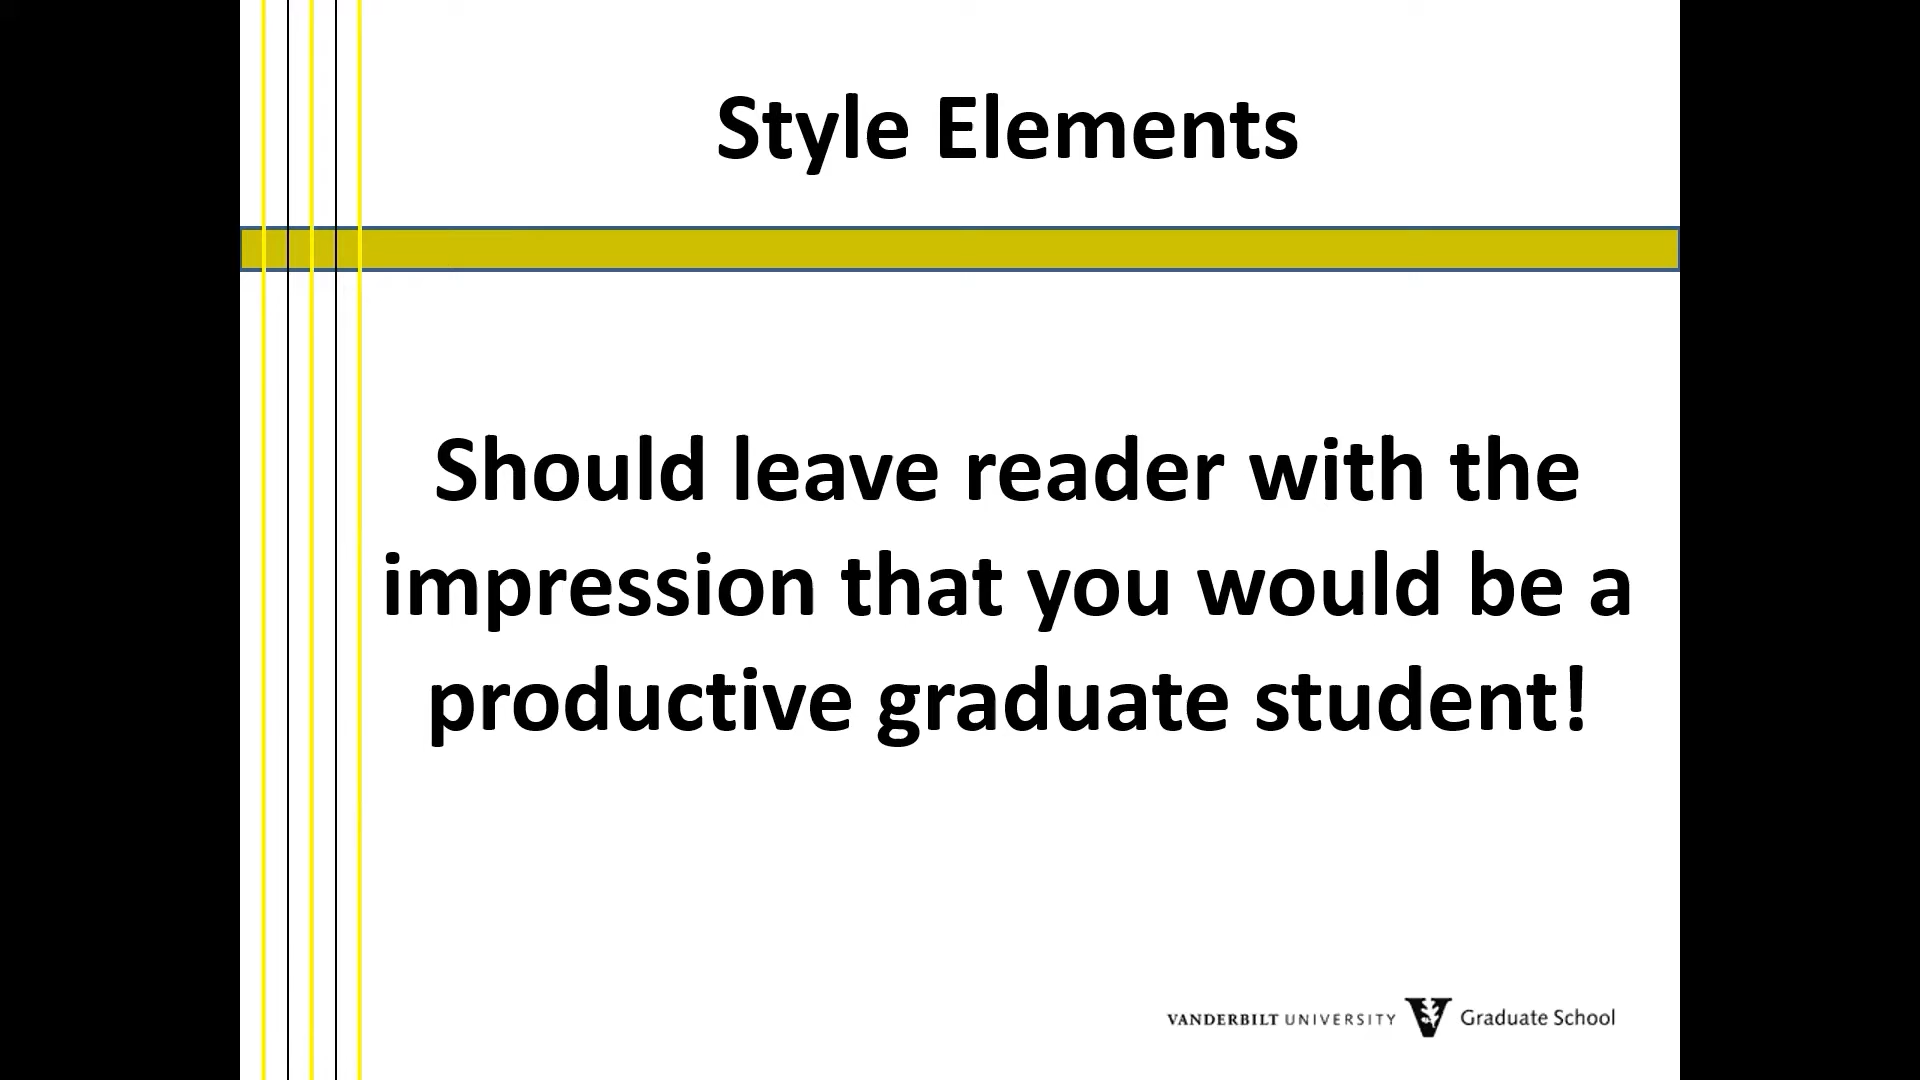 Style Elements
Should leave reader with the
impression that you would be a
productive graduate student!
VANDERBILT UNIVERSITY V Graduate School